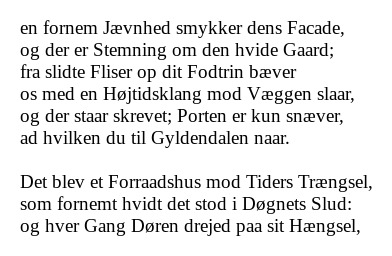 en fornem Jævnhed smykker dens Facade,
og der er Stemning om den hvide Gaard;
fra slidte Fliser op dit Fodtrin bæver
os med en Højtidsklang mod Væggen slaar,
og der staar skrevet; Porten er kun snæver,
ad hvilken du til Gyldendalen naar.

Det blev et Forraadshus mod Tiders Trængsel,
som fornemt hvidt det stod i Døgnets Slud:
og hver Gang Døren drejed paa sit Hængsel,